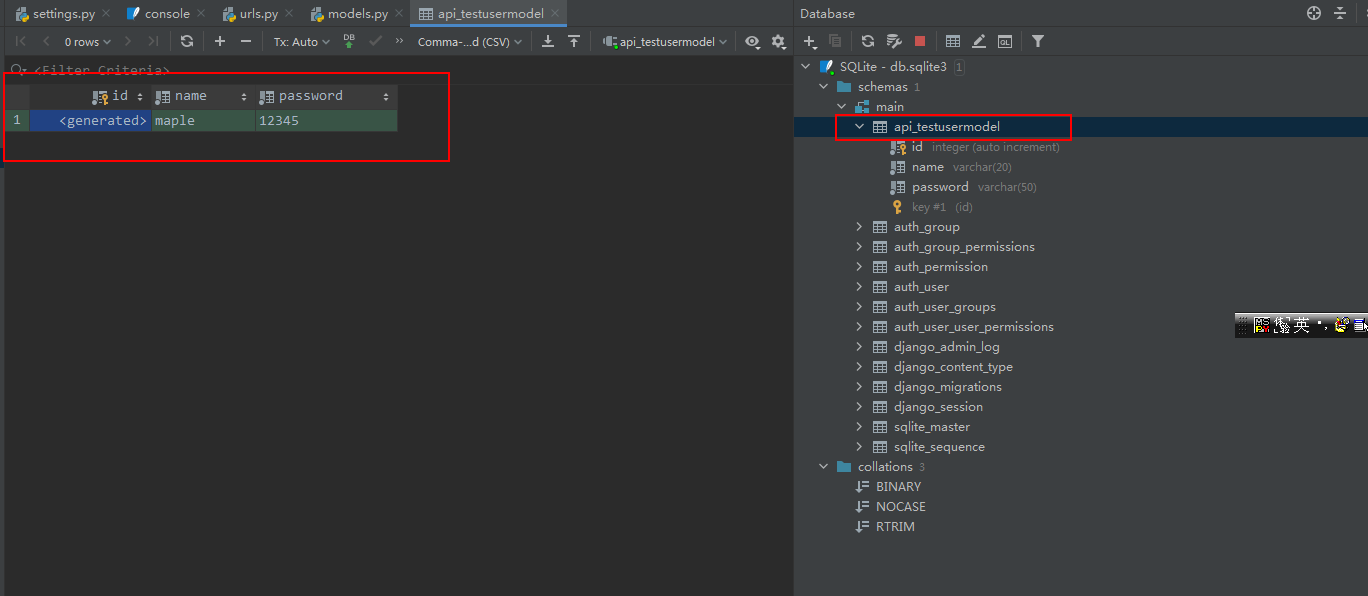 settings.py console urls.py models.py api_testusermodel
0 rows Tx: Auto DB Comma-...d (CSV) api_testusermodel
<Filter Criteria>
id name password
1 <generated> maple 12345
Database
SQLite - db.sqlite3 1
schemas 1
main
api_testusermodel
id integer (auto increment)
name varchar(20)
password varchar(50)
key #1 (id)
auth_group
auth_group_permissions
auth_permission
auth_user
auth_user_groups
auth_user_user_permissions
django_admin_log
django_content_type
django_migrations
django_session
sqlite_master
sqlite_sequence
collations 3
BINARY
NOCASE
RTRIM
英